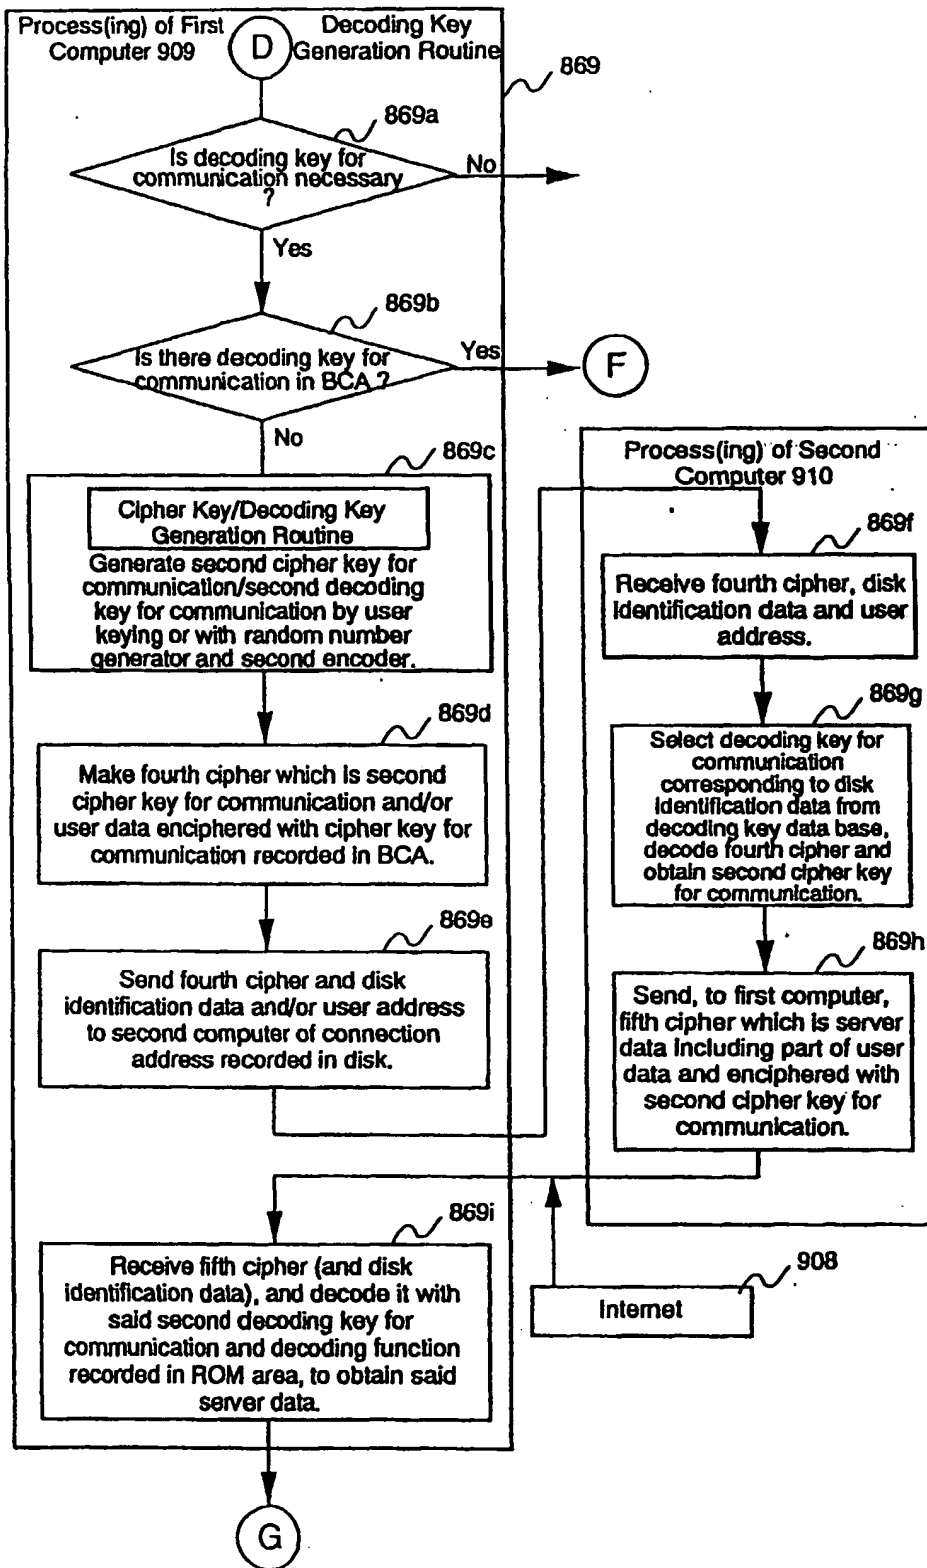 Process(ing) of First
Computer 909
D
Decoding Key
Generation Routine
869
869a
Is decoding key for
communication necessary
?
No
Yes
869b
Is there decoding key for
communication in BCA ?
Yes
F
No
869c
Cipher Key/Decoding Key
Generation Routine
Generate second cipher key for
communication/second decoding
key for communication by user
keying or with random number
generator and second encoder.
869d
Make fourth cipher which is second
cipher key for communication and/or
user data enciphered with cipher key for
communication recorded in BCA.
869e
Send fourth cipher and disk
identification data and/or user address
to second computer of connection
address recorded in disk.
Process(ing) of Second
Computer 910
869f
Receive fourth cipher, disk
identification data and user
address.
869g
Select decoding key for
communication
corresponding to disk
identification data from
decoding key data base,
decode fourth cipher and
obtain second cipher key
for communication.
869h
Send, to first computer,
fifth cipher which is server
data including part of user
data and enciphered with
second cipher key for
communication.
869i
Receive fifth cipher (and disk
identification data), and decode it with
said second decoding key for
communication and decoding function
recorded in ROM area, to obtain said
server data.
908
Internet
G